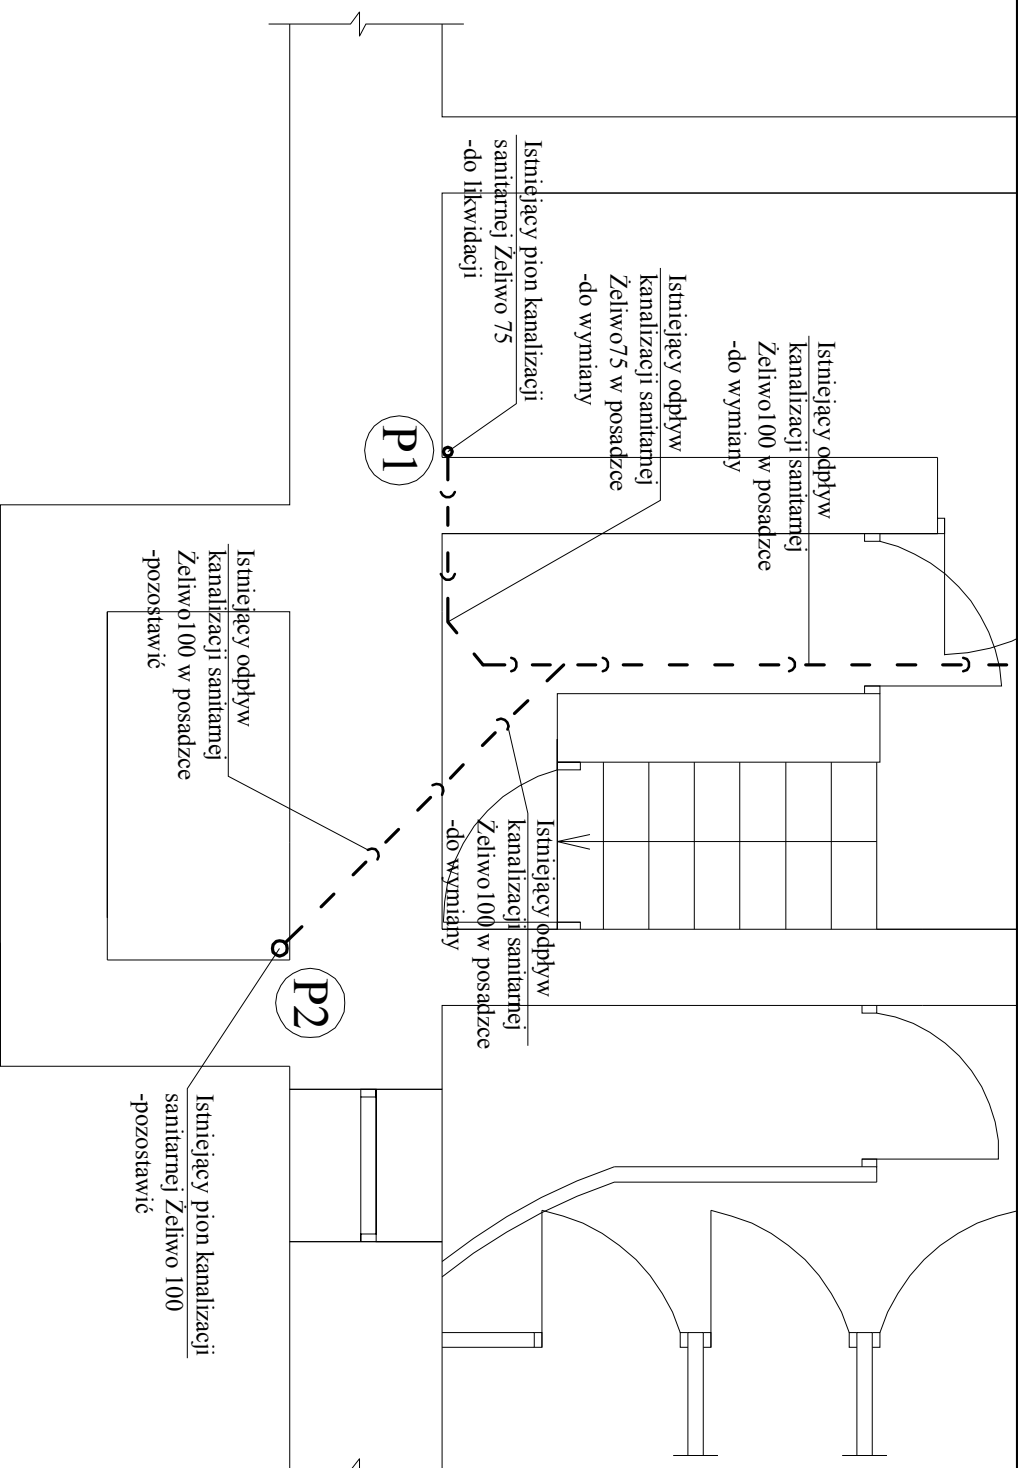 Istniejący odpływ
kanalizacji sanitarnej
Żeliwo100 w posadzce
-do wymiany
Istniejący odpływ
kanalizacji sanitarnej
Żeliwo75 w posadzce
-do wymiany
Istniejący pion kanalizacji
sanitarnej Żeliwo 75
-do likwidacji
P1
Istniejący odpływ
kanalizacji sanitarnej
Żeliwo100 w posadzce
-do wymiany
Istniejący odpływ
kanalizacji sanitarnej
Żeliwo100 w posadzce
-pozostawić
P2
Istniejący pion kanalizacji
sanitarnej Żeliwo 100
-pozostawić